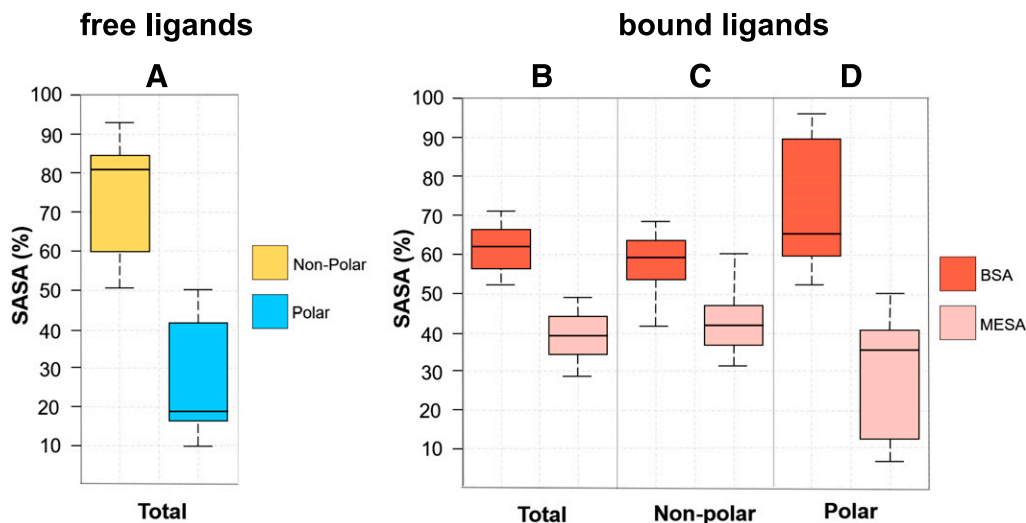 free ligands
bound ligands
A
B
C
D
100
90
80
70
60
50
40
30
20
10
SASA (%)
Total
Non-Polar
Polar
100
90
80
70
60
50
40
30
20
10
SASA (%)
Total
Non-polar
Polar
BSA
MESA